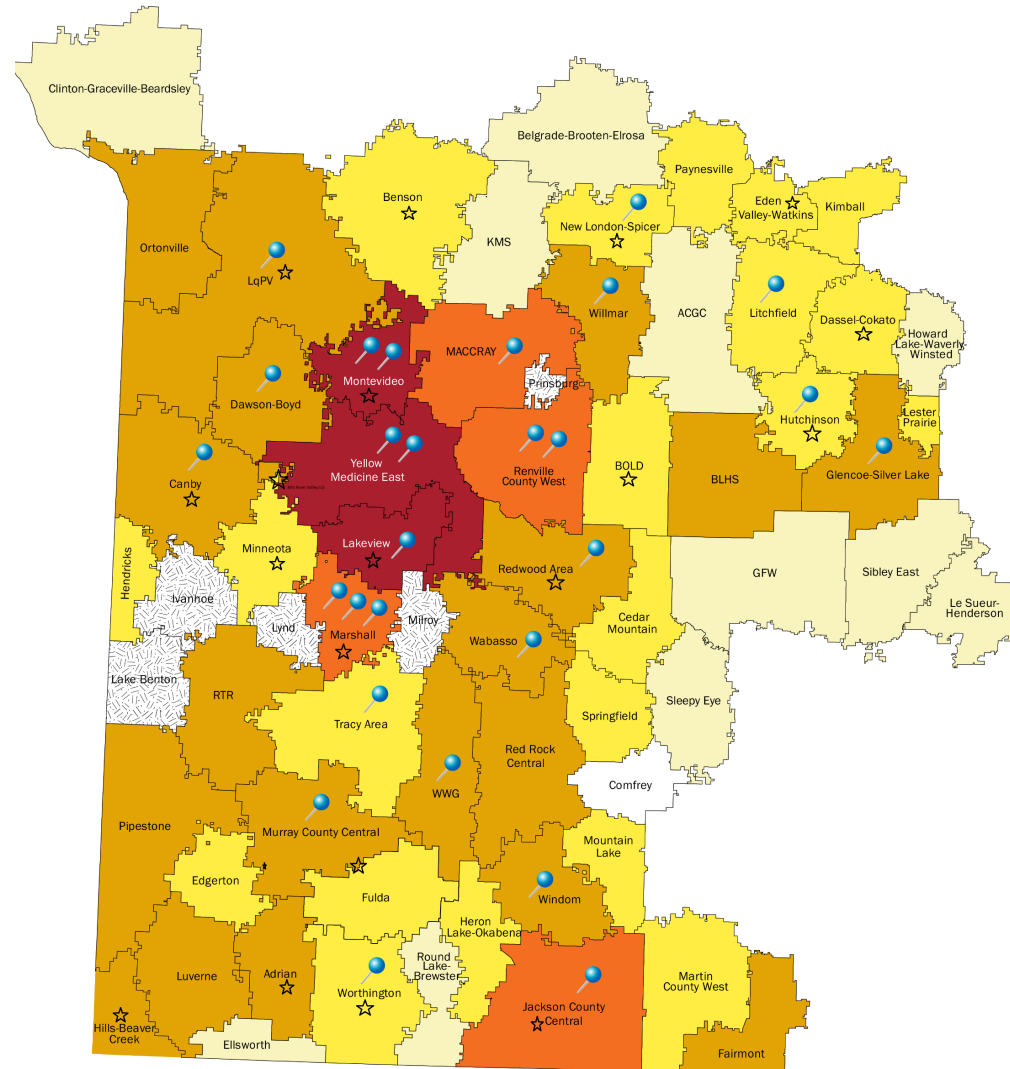 Clinton-Graceville-Beardsley
Belgrade-Brooten-Elrosa
Paynesville
Benson
Eden
Valley-Watkins
Kimball
New London-Spicer
KMS
Ortonville
LqPV
Willmar
ACGC
Litchfield
Dassel-Cokato
Howard
Lake-Waverly-
Winsted
MACCRAY
Montevideo
Prinsburg
Dawson-Boyd
Hutchinson
Lester
Prairie
Yellow
Medicine East
Renville
County West
BOLD
BLHS
Glencoe-Silver Lake
Canby
Minneota
Lakeview
Hendricks
Redwood Area
GFW
Sibley East
Ivanhoe
Le Sueur-
Henderson
Lynd
Marshall
Milroy
Wabasso
Cedar
Mountain
Lake Benton
RTR
Sleepy Eye
Tracy Area
Springfield
Red Rock
Central
Comfrey
WWG
Pipestone
Murray County Central
Mountain
Lake
Edgerton
Fulda
Windom
Heron
Lake-Okabena
Round
Lake-
Brewster
Luverne
Adrian
Worthington
Martin
County West
Jackson County
Central
Hills-Beaver
Creek
Ellsworth
Fairmont